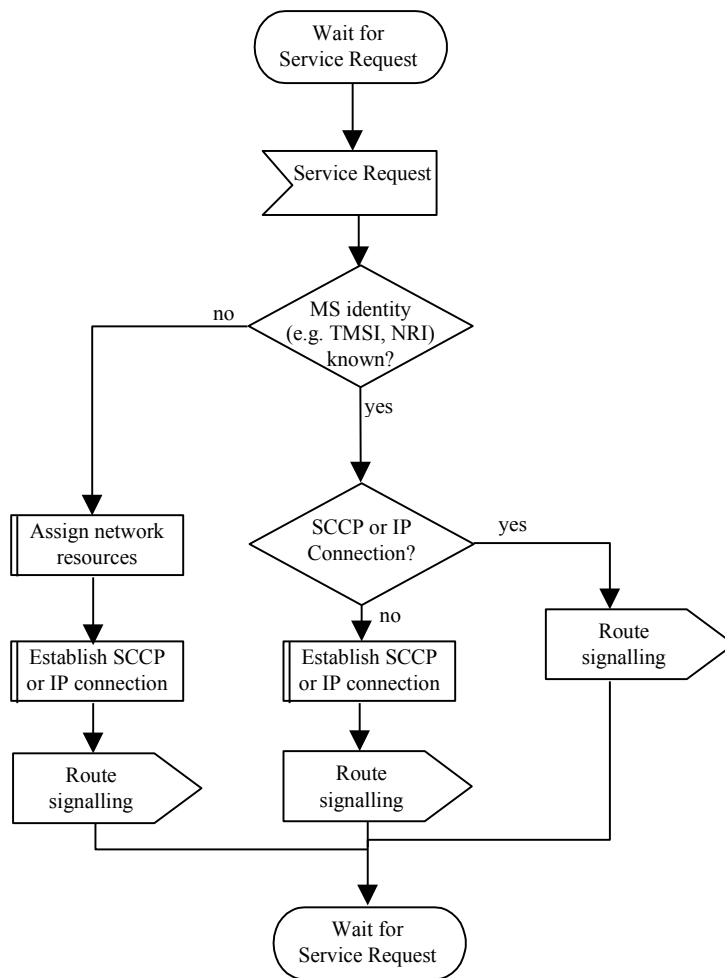 Wait for
Service Request
Service Request
MS identity
(e.g. TMSI, NRI)
known?
no
yes
SCCP or IP
Connection?
yes
no
Assign network
resources
Establish SCCP
or IP connection
Route
signalling
Establish SCCP
or IP connection
Route
signalling
Route
signalling
Wait for
Service Request